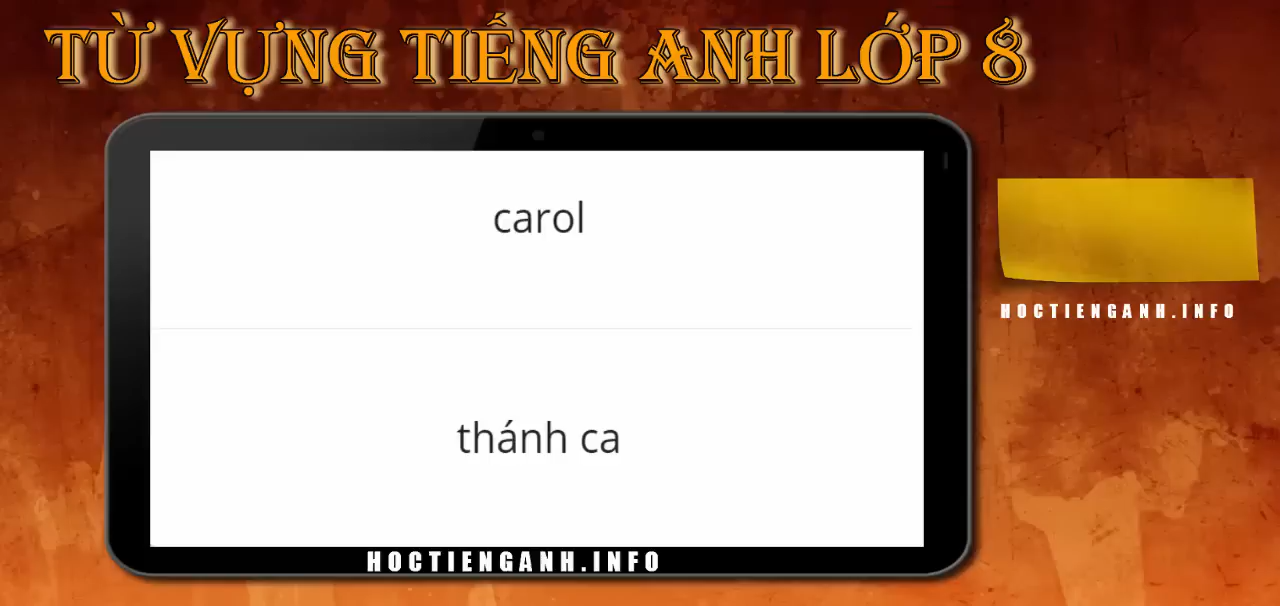 TỪ VỰNG TIẾNG ANH LỚP 8
carol
thánh ca
HOCTIENGANH.INFO
HOCTIENGANH.INFO